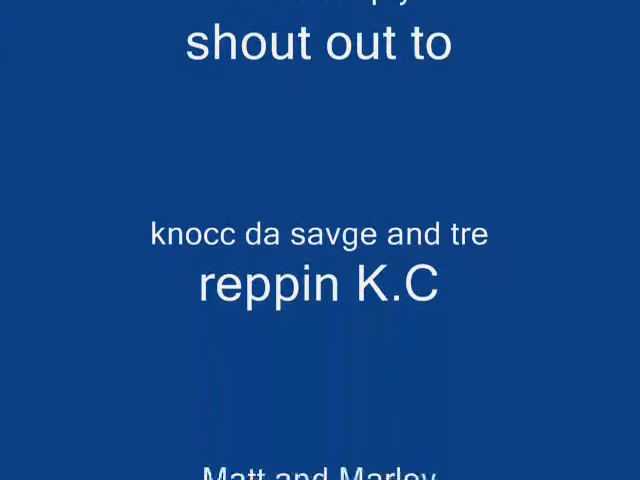 shout out to
knocc da savge and tre
reppin K.C
Matt and Marley